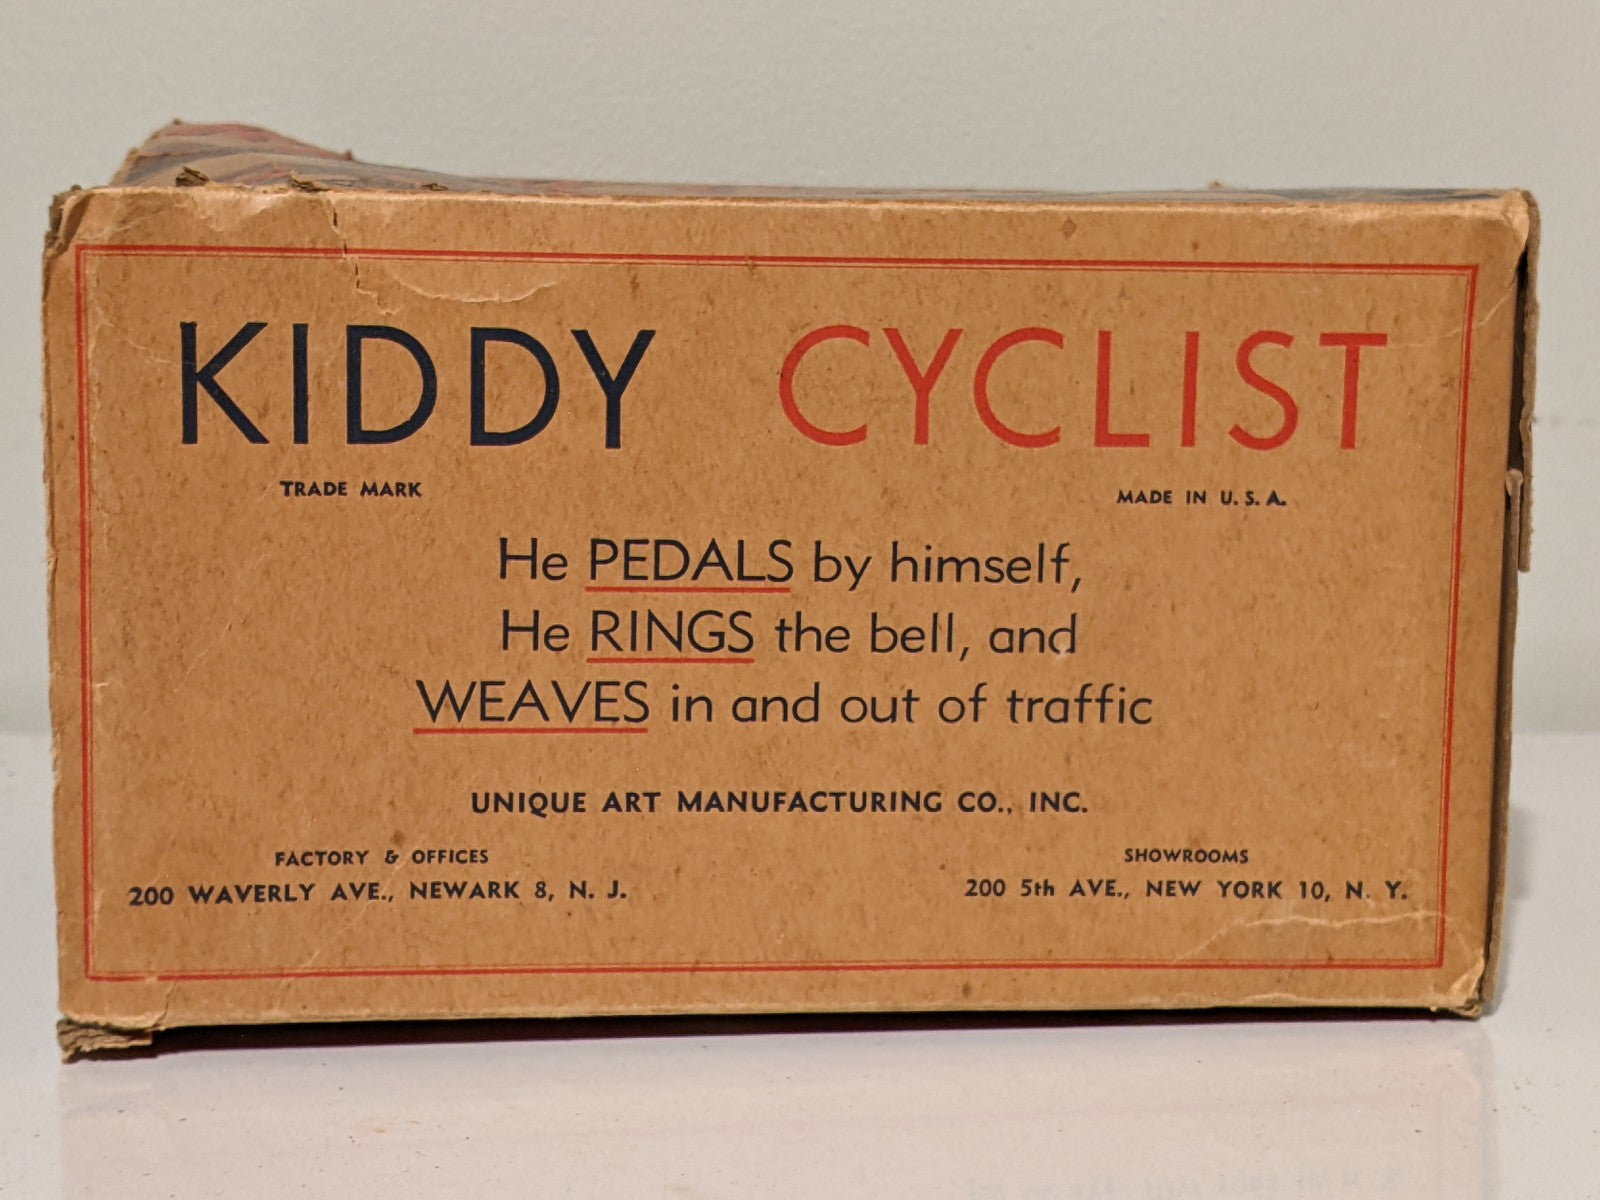 KIDDY CYCLIST
TRADE MARK
MADE IN U. S. A.
He PEDALS by himself,
He RINGS the bell, and
WEAVES in and out of traffic
UNIQUE ART MANUFACTURING CO., INC.
FACTORY & OFFICES
200 WAVERLY AVE., NEWARK 8, N. J.
SHOWROOMS
200 5th AVE., NEW YORK 10, N. Y.